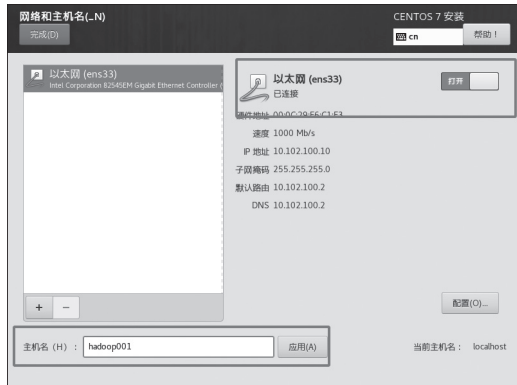 网络和主机名(_N)
完成(D)
CENTOS 7 安装
cn
帮助!
以太网 (ens33)
Intel Corporation 82545EM Gigabit Ethernet Controller (
以太网 (ens33)
已连接
打开
硬件地址 00:0C:29:E6:C1:E3
速度 1000 Mb/s
IP 地址 10.102.100.10
子网掩码 255.255.255.0
默认路由 10.102.100.2
DNS 10.102.100.2
+ −
配置(O)...
主机名 (H) : hadoop001
应用(A)
当前主机名: localhost